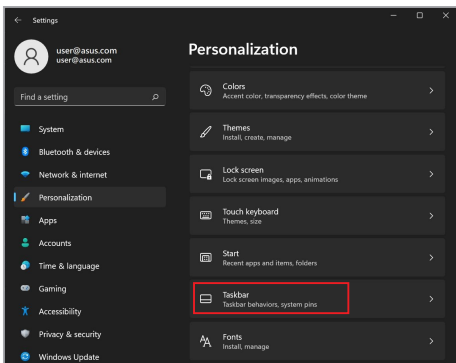 Settings
user@asus.com
user@asus.com
Find a setting
System
Bluetooth & devices
Network & internet
Personalization
Apps
Accounts
Time & language
Gaming
Accessibility
Privacy & security
Windows Update
Personalization
Colors
Accent color, transparency effects, color theme
Themes
Install, create, manage
Lock screen
Lock screen images, apps, animations
Touch keyboard
Themes, size
Start
Recent apps and items, folders
Taskbar
Taskbar behaviors, system pins
Fonts
Install, manage